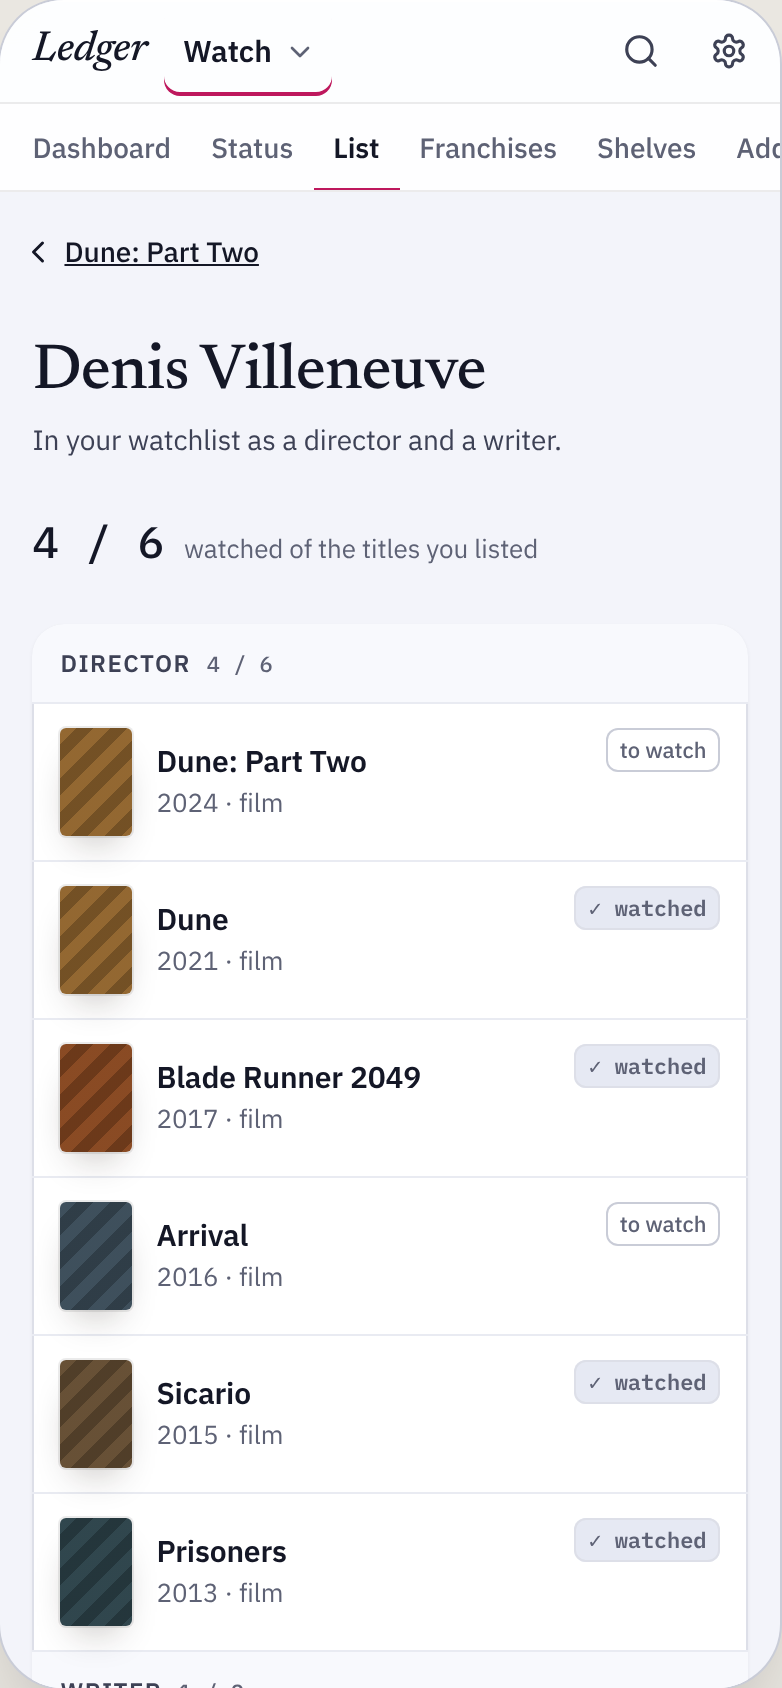 Ledger Watch
Dashboard Status List Franchises Shelves
Dune: Part Two
Denis Villeneuve
In your watchlist as a director and a writer.
4 / 6 watched of the titles you listed
DIRECTOR 4 / 6
Dune: Part Two
to watch
2024 · film
Dune
✓ watched
2021 · film
Blade Runner 2049
✓ watched
2017 · film
Arrival
to watch
2016 · film
Sicario
✓ watched
2015 · film
Prisoners
✓ watched
2013 · film
WRITER